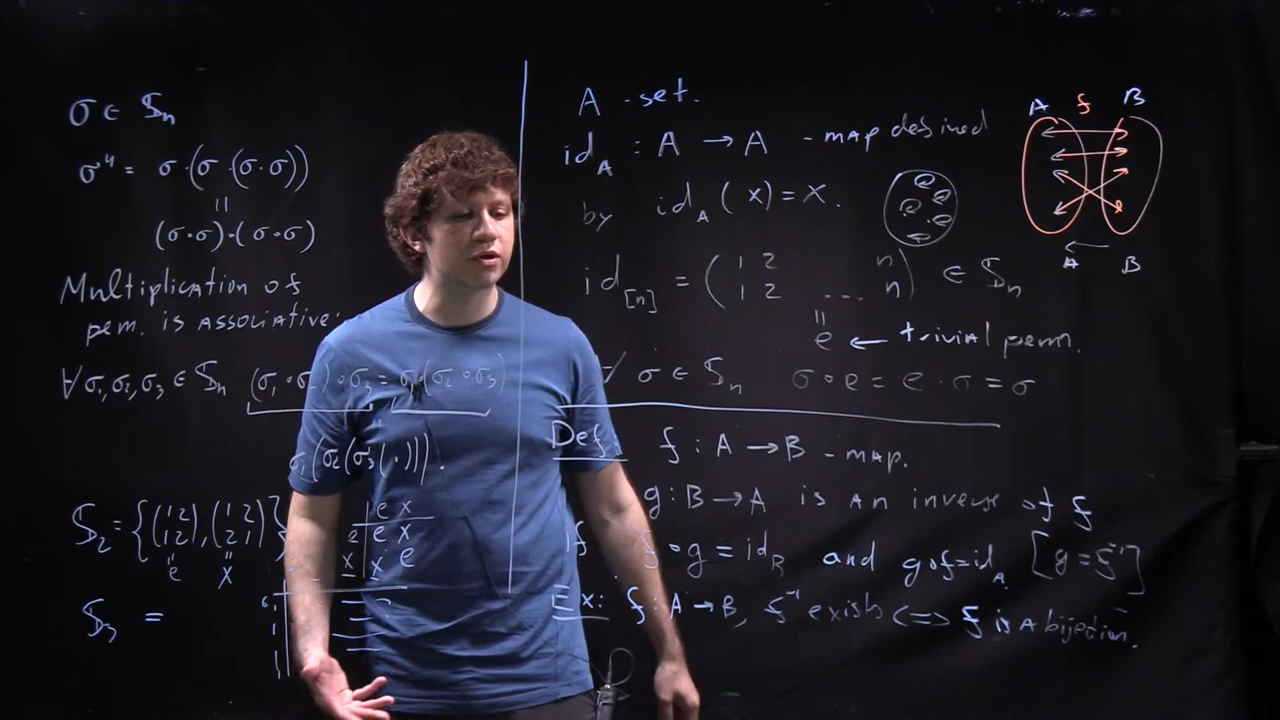 σ ∈ S_n
σ⁴ = σ·(σ·(σ·σ))
=
(σ·σ)·(σ·σ)
Multiplication of
perm. is associative:
∀σ₁,σ₂,σ₃ ∈ S_n (σ₁∘σ₂)∘σ₃ = σ₁∘(σ₂∘σ₃)
σ₁(σ₂(σ₃(·))).
S₂ = {(1 2 / 1 2), (1 2 / 2 1)}
e x
e x
e e x
x x e
S₃ =
A - set.
id_A : A → A - map defined
by id_A (x) = x.
id_[n] = (1 2 ... n / 1 2 ... n) ∈ S_n
e ← trivial perm.
∀ σ ∈ S_n σ∘e = e·σ = σ
Def f : A → B - map.
g : B → A is an inverse of f
if f∘g = id_B and g∘f = id_A [g = f⁻¹]
Ex: f : A → B, f⁻¹ exists <=> f is a bijection.
A f B
A ← B